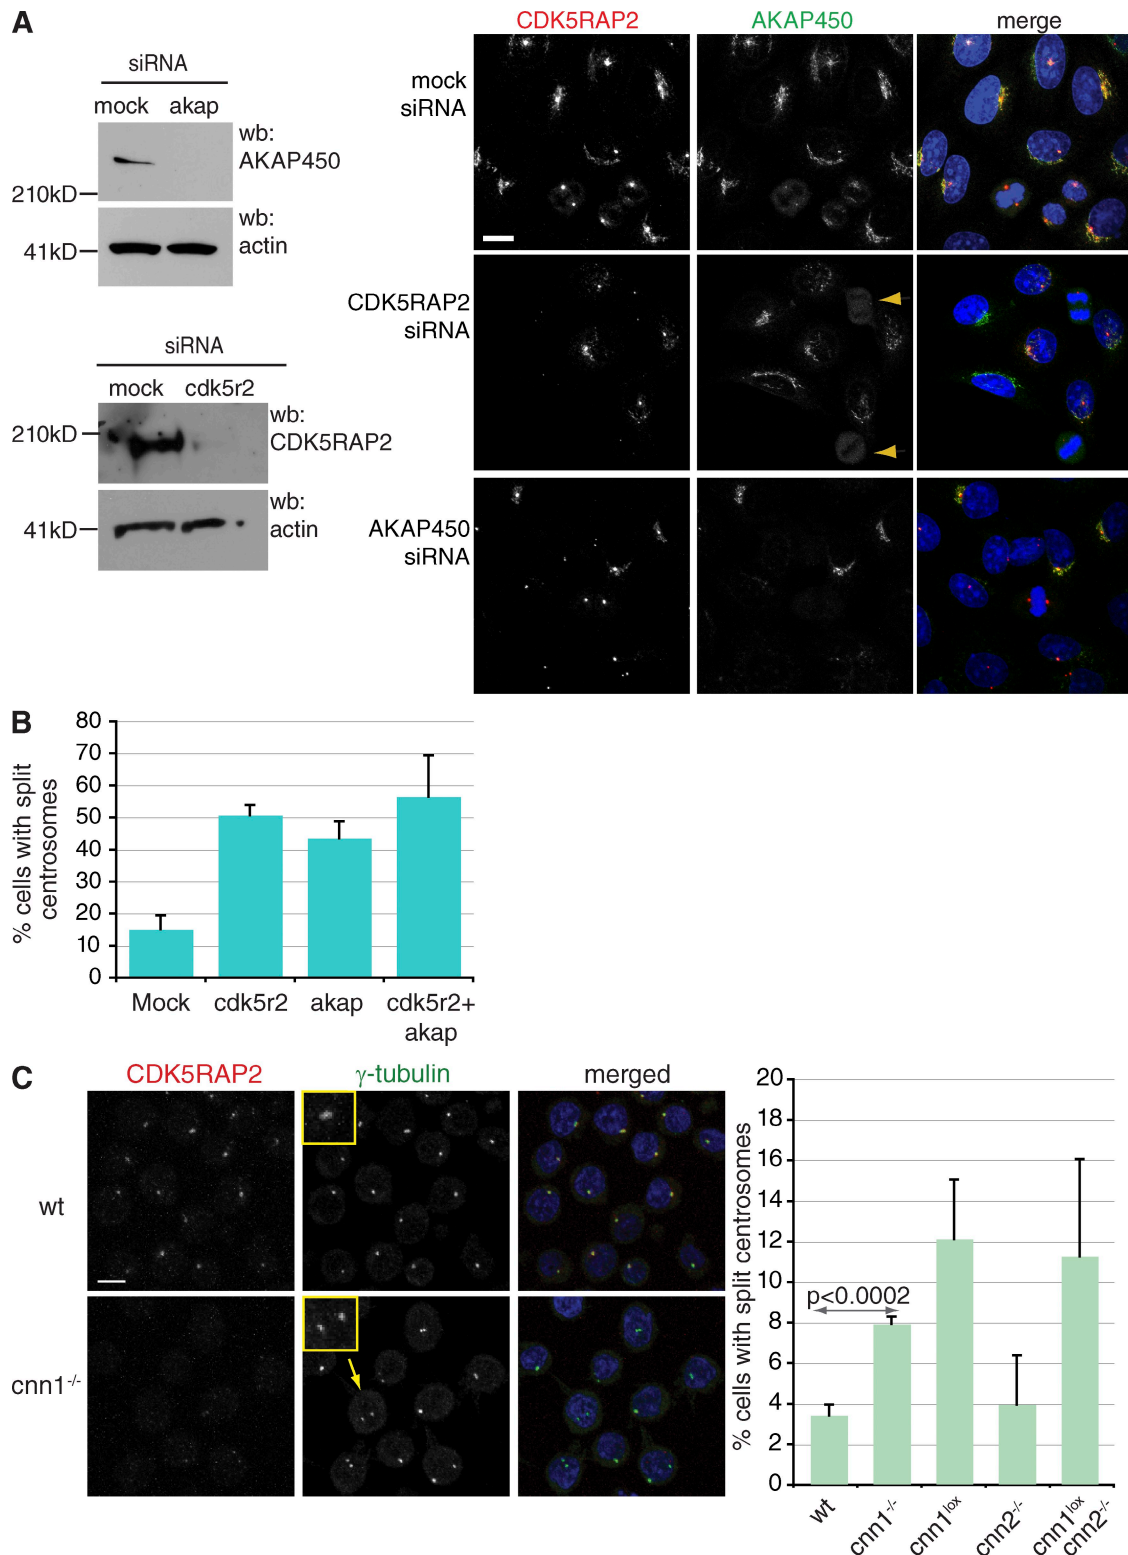 A
siRNA
mock akap
wb:
AKAP450
210kD
wb:
actin
41kD
siRNA
mock cdk5r2
wb:
CDK5RAP2
210kD
wb:
actin
41kD
CDK5RAP2 AKAP450 merge
mock
siRNA
CDK5RAP2
siRNA
AKAP450
siRNA
B
% cells with split
centrosomes
80
70
60
50
40
30
20
10
0
Mock cdk5r2 akap cdk5r2+
akap
C
CDK5RAP2 γ-tubulin merged
wt
cnn1-/-
% cells with split centrosomes
20
18
16
14
12
10
8
6
4
2
0
p<0.0002
wt
cnn1-/-
cnn1lox
cnn2-/-
cnn1lox
cnn2-/-